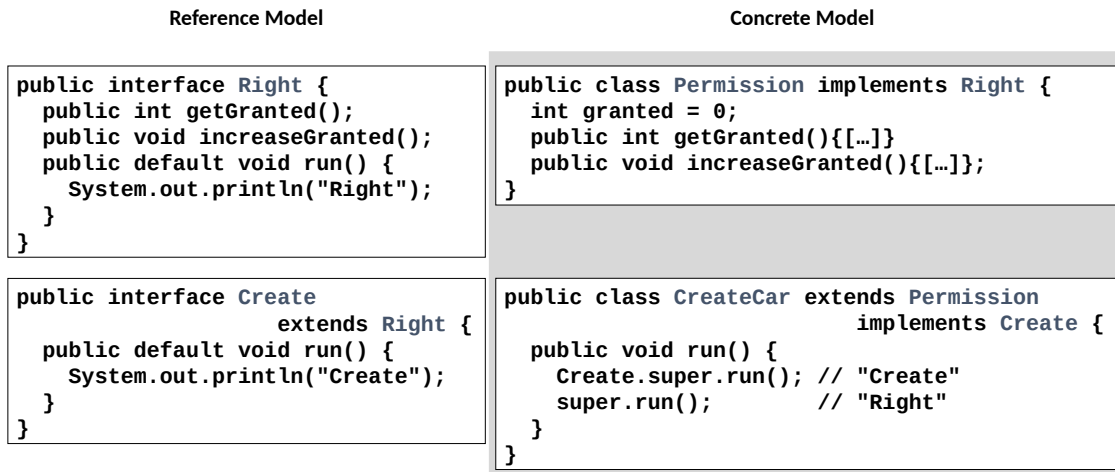 Reference Model
Concrete Model
public interface Right {
  public int getGranted();
  public void increaseGranted();
  public default void run() {
    System.out.println("Right");
  }
}
public class Permission implements Right {
  int granted = 0;
  public int getGranted(){[…]}
  public void increaseGranted(){[…]};
}
public interface Create
                    extends Right {
  public default void run() {
    System.out.println("Create");
  }
}
public class CreateCar extends Permission
                           implements Create {
  public void run() {
    Create.super.run(); // "Create"
    super.run();        // "Right"
  }
}